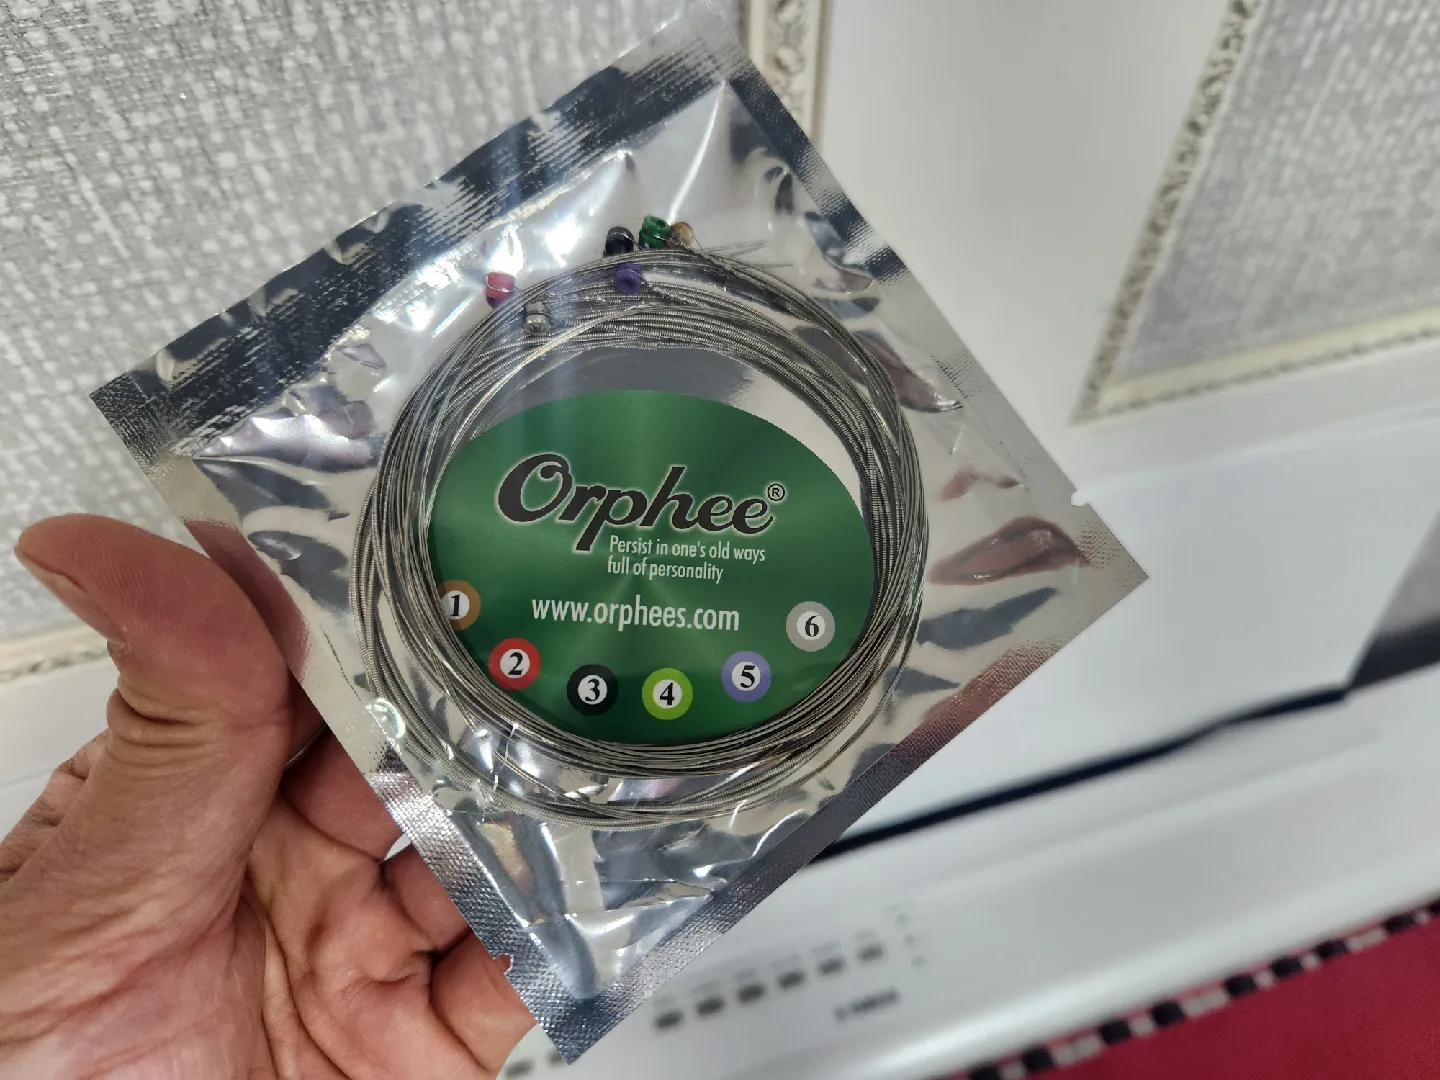 Orphee®
Persist in one's old ways
full of personality
www.orphees.com
1
2
3
4
5
6